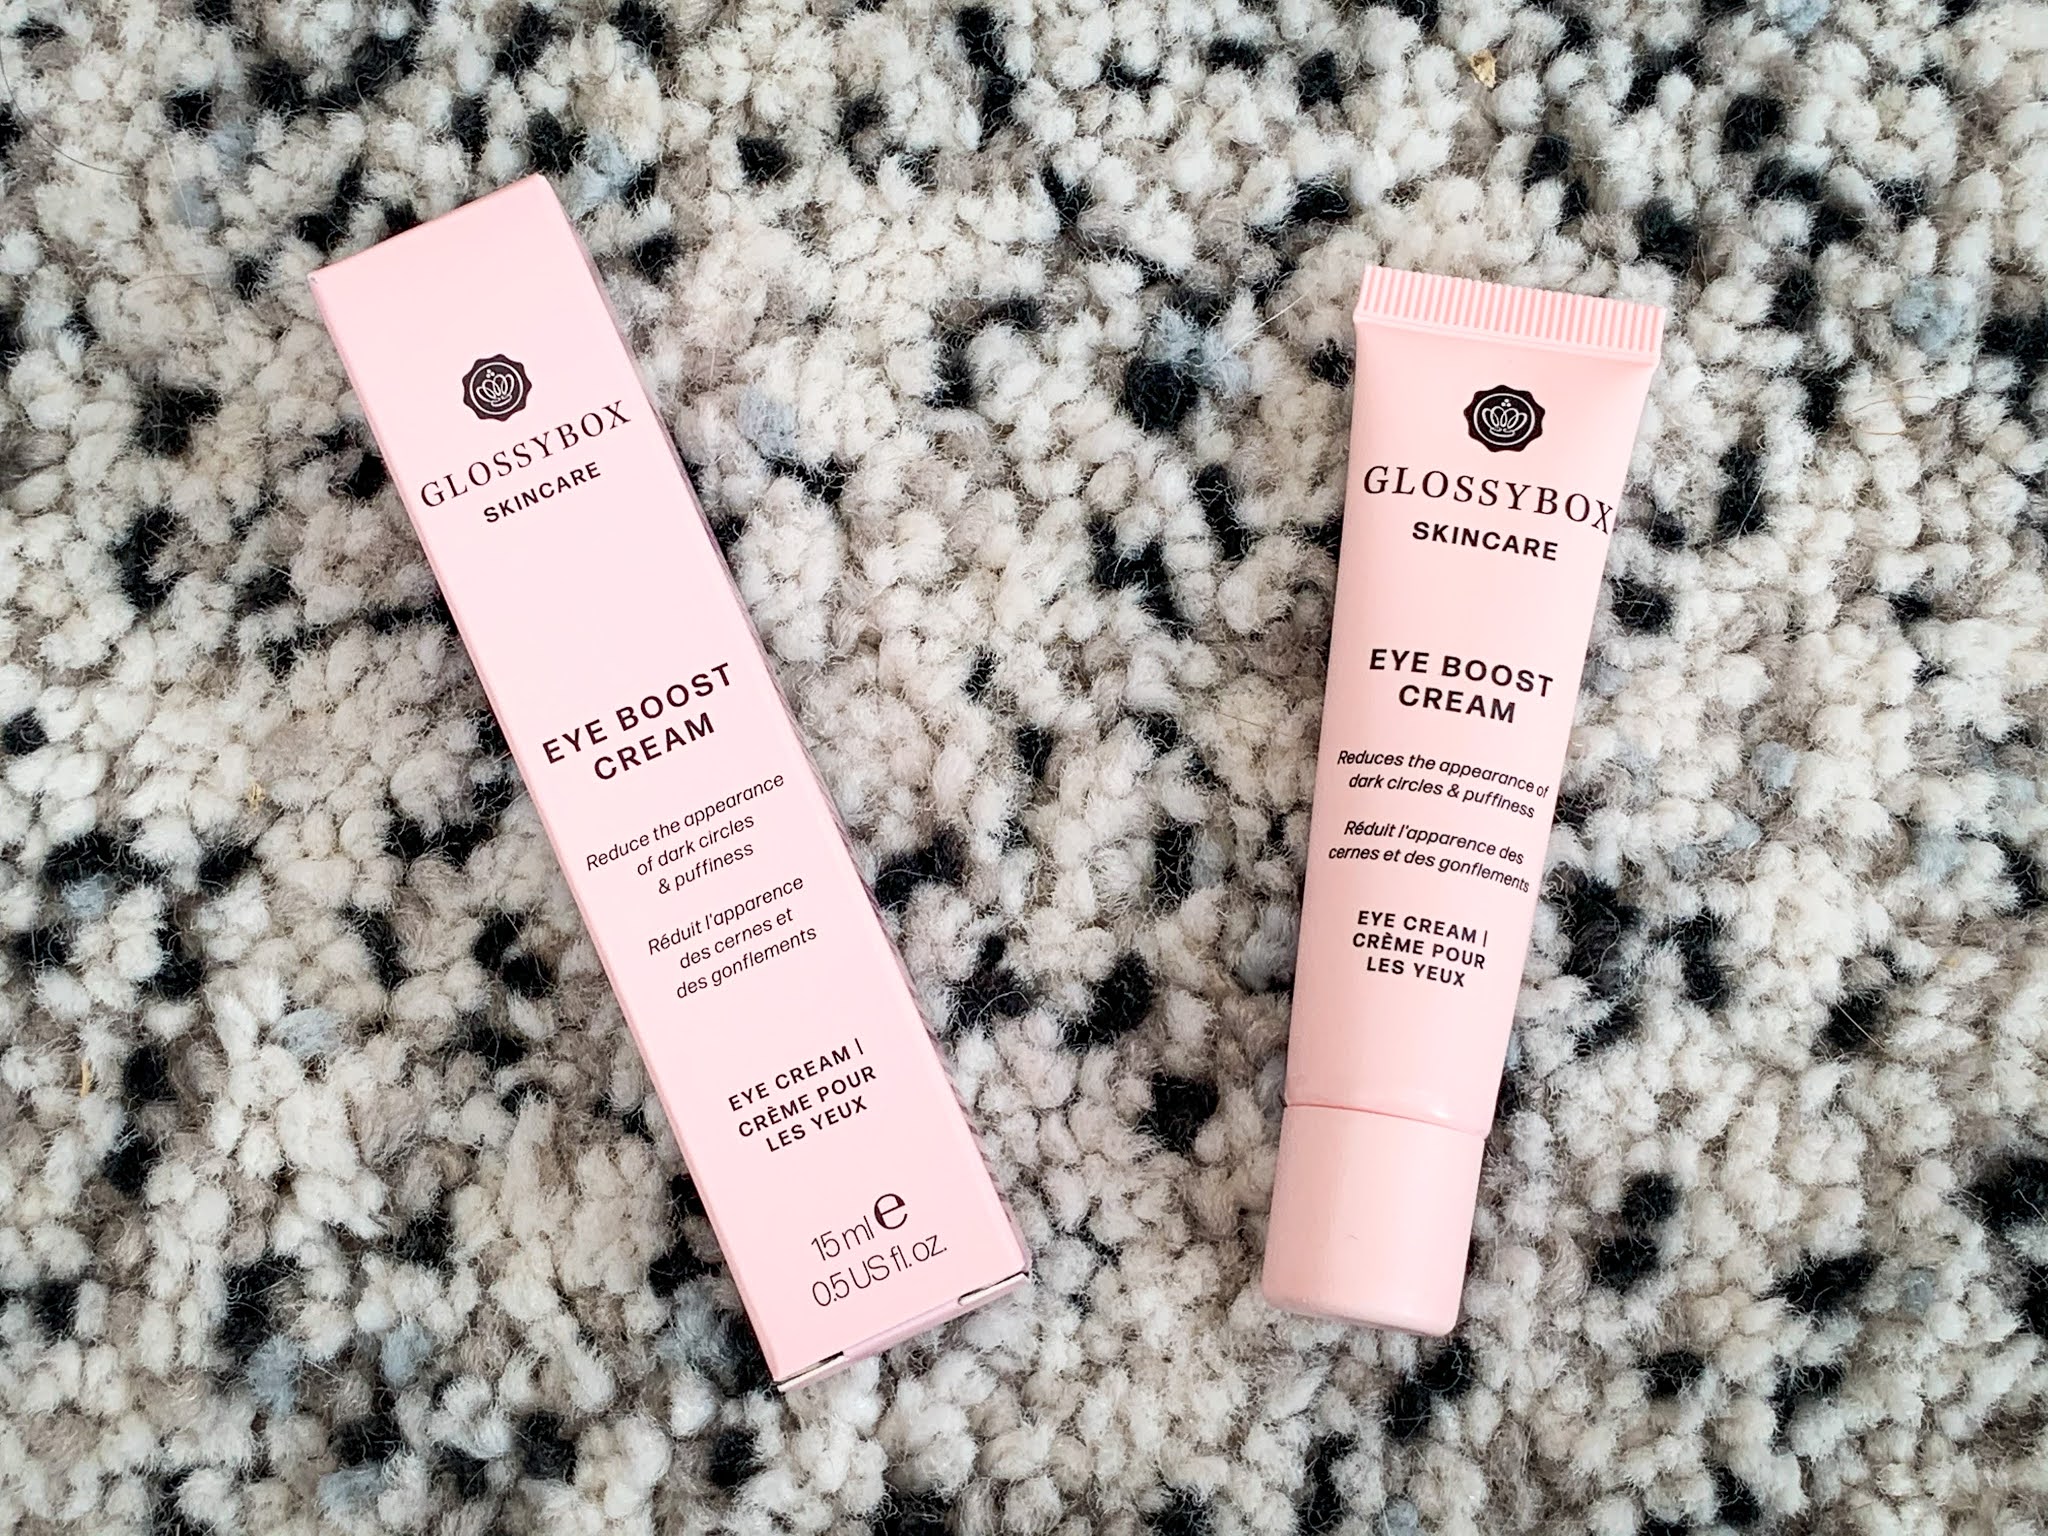 GLOSSYBOX
SKINCARE
EYE BOOST
CREAM
Reduce the appearance
of dark circles
& puffiness
Réduit l'apparence
des cernes et
des gonflements
EYE CREAM |
CRÈME POUR
LES YEUX
15 ml e
0.5 US fl. oz.
GLOSSYBOX
SKINCARE
EYE BOOST
CREAM
Reduces the appearance of
dark circles & puffiness
Réduit l'apparence des
cernes et des gonflements
EYE CREAM |
CRÈME POUR
LES YEUX